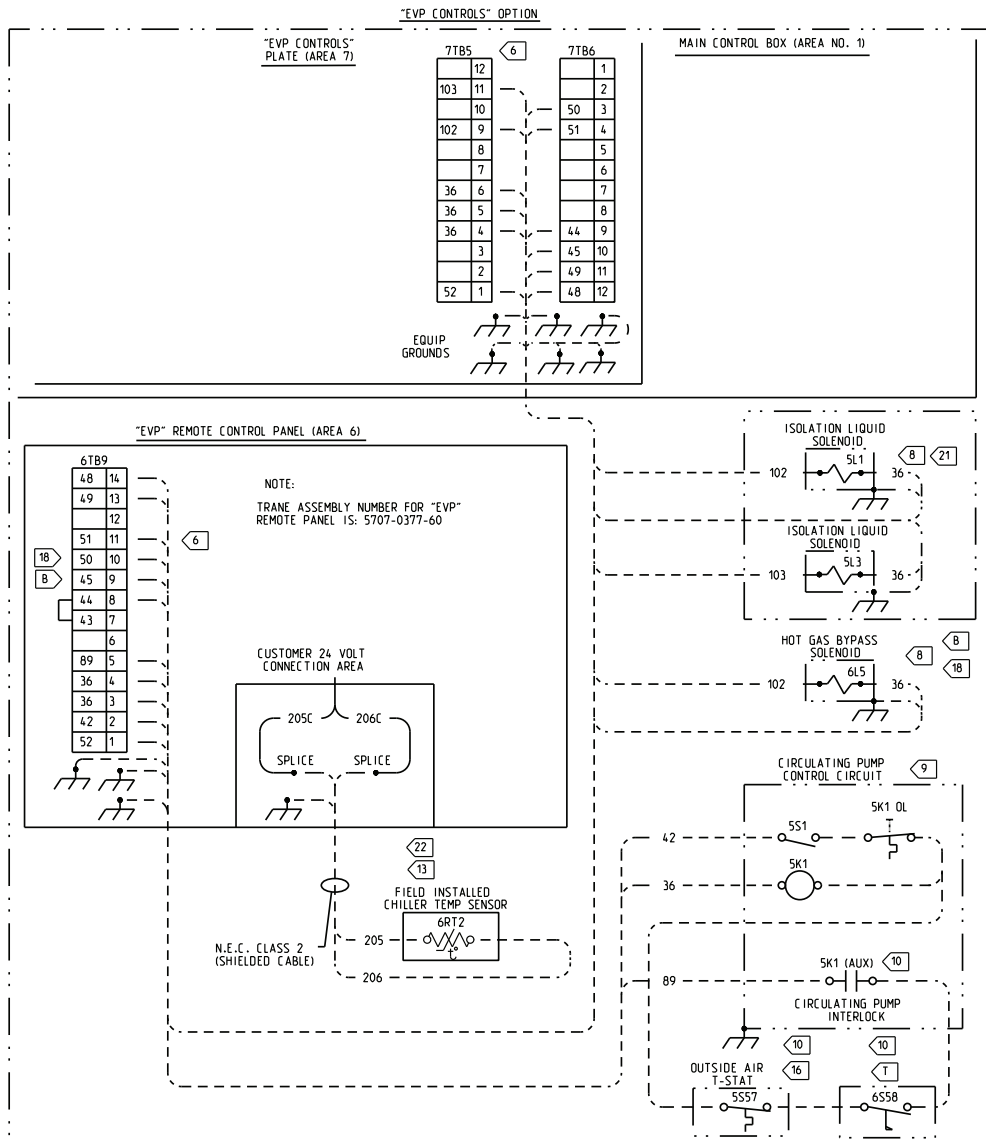 "EVP CONTROLS" OPTION
"EVP CONTROLS"
PLATE (AREA 7)
MAIN CONTROL BOX (AREA NO. 1)
7TB5
6
7TB6
12
103 11
10
102 9
8
7
36 6
36 5
36 4
3
2
52 1
1
2
50 3
51 4
5
6
7
8
44 9
45 10
49 11
48 12
EQUIP
GROUNDS
"EVP" REMOTE CONTROL PANEL (AREA 6)
6TB9
48 14
49 13
12
51 11
50 10
45 9
44 8
43 7
6
89 5
36 4
36 3
42 2
52 1
18
B
6
NOTE:
TRANE ASSEMBLY NUMBER FOR "EVP"
REMOTE PANEL IS: 5707-0377-60
CUSTOMER 24 VOLT
CONNECTION AREA
205C 206C
SPLICE SPLICE
22
13
FIELD INSTALLED
CHILLER TEMP SENSOR
6RT2
t°
205
206
N.E.C. CLASS 2
(SHIELDED CABLE)
ISOLATION LIQUID
SOLENOID
8 21
102 5L1 36
ISOLATION LIQUID
SOLENOID
103 5L3 36
HOT GAS BYPASS
SOLENOID
B
8
18
102 6L5 36
CIRCULATING PUMP
CONTROL CIRCUIT
9
5K1 OL
42 5S1
5K1
36
89 5K1 (AUX) 10
CIRCULATING PUMP
INTERLOCK
OUTSIDE AIR
T-STAT
10
16
5S57
10
T
6S58